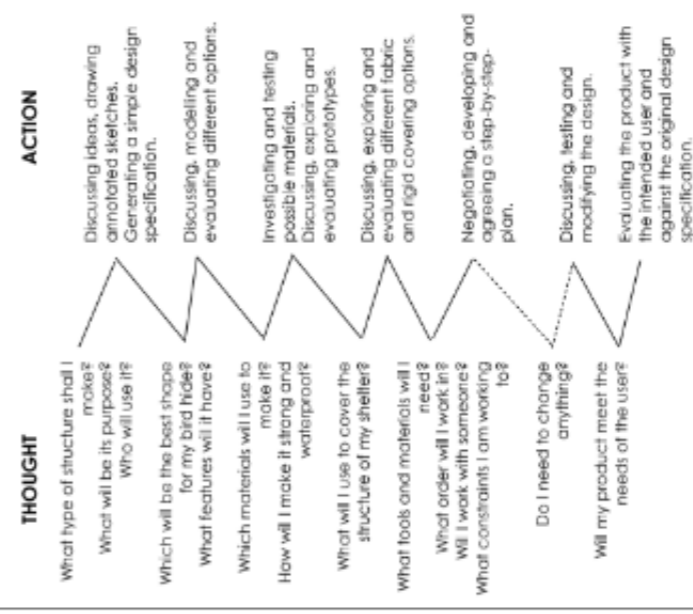 THOUGHT
ACTION
What type of structure shall I
make?
What will be its purpose?
Who will use it?
Discussing ideas, drawing
annotated sketches.
Generating a simple design
specification.
Which will be the best shape
for my bird hide?
What features will it have?
Discussing, modelling and
evaluating different options.
Which materials will I use to
make it?
How will I make it strong and
waterproof?
Investigating and testing
possible materials.
Discussing, exploring and
evaluating prototypes.
What will I use to cover the
structure of my shelter?
Discussing, exploring and
evaluating different fabric
and rigid covering options.
What tools and materials will I
need?
What order will I work in?
Will I work with someone?
What constraints I am working
to?
Negotiating, developing and
agreeing a step-by-step-
plan.
Do I need to change
anything?
Discussing, testing and
modifying the design.
Will my product meet the
needs of the user?
Evaluating the product with
the intended user and
against the original design
specification.